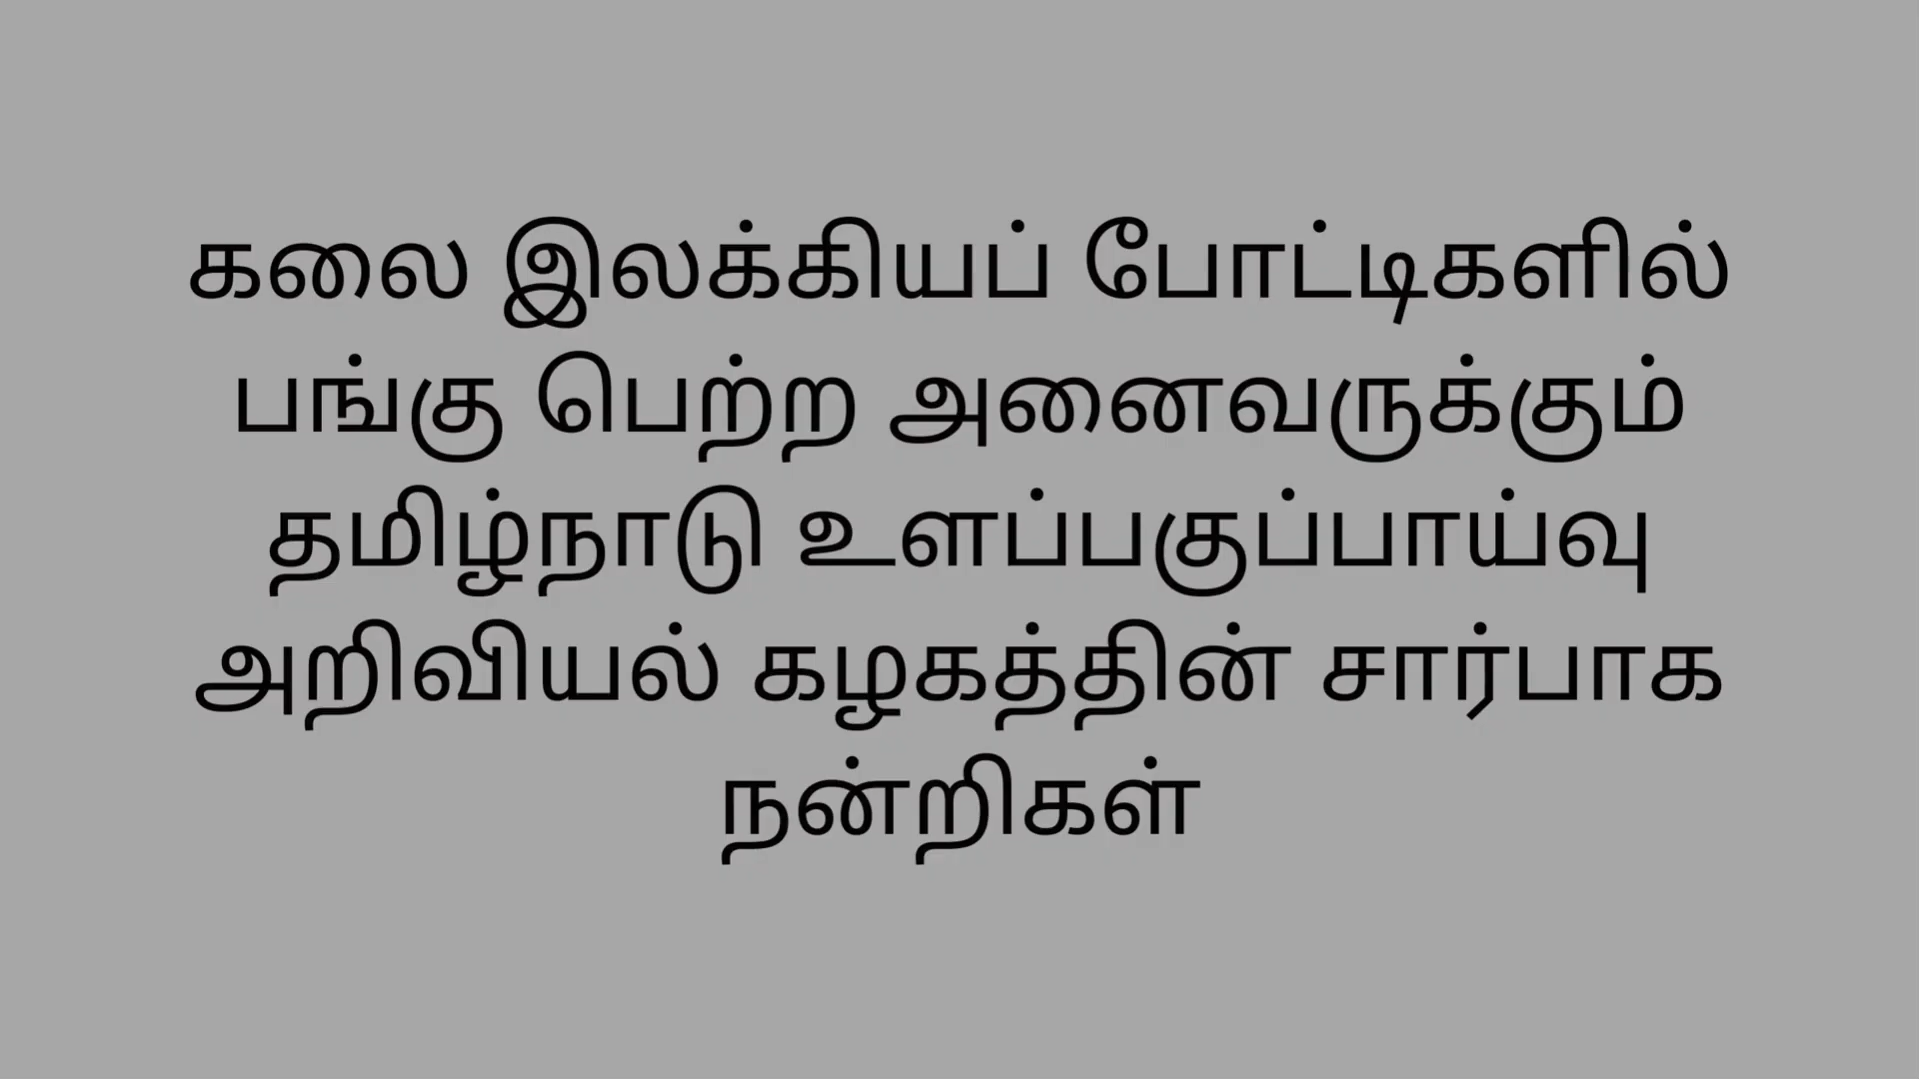 கலை இலக்கியப் போட்டிகளில்
பங்கு பெற்ற அனைவருக்கும்
தமிழ்நாடு உளப்பகுப்பாய்வு
அறிவியல் கழகத்தின் சார்பாக
நன்றிகள்